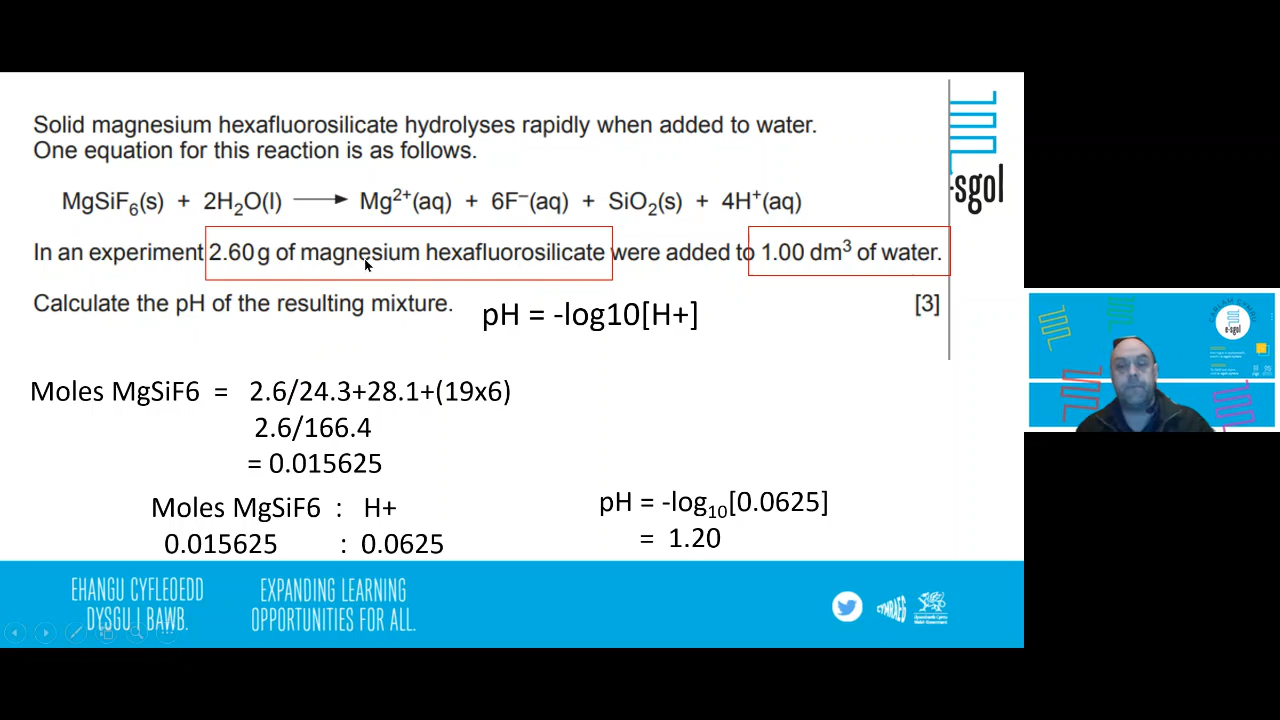 Solid magnesium hexafluorosilicate hydrolyses rapidly when added to water.
One equation for this reaction is as follows.
MgSiF₆(s) + 2H₂O(l) ⟶ Mg²⁺(aq) + 6F⁻(aq) + SiO₂(s) + 4H⁺(aq)
In an experiment 2.60 g of magnesium hexafluorosilicate were added to 1.00 dm³ of water.
Calculate the pH of the resulting mixture. [3]
pH = -log10[H+]
Moles MgSiF6 = 2.6/24.3+28.1+(19x6)
2.6/166.4
= 0.015625
Moles MgSiF6 : H+
0.015625 : 0.0625
pH = -log₁₀[0.0625]
= 1.20
-sgol
e-sgol
EHANGU CYFLEOEDD
DYSGU I BAWB.
EXPANDING LEARNING
OPPORTUNITIES FOR ALL.
CYMRAEG